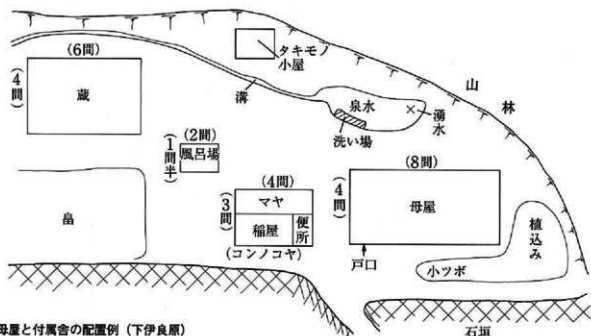 (6間)
(4間)
蔵
タキモノ
小屋
溝
泉水
洗い場
湧水
山林
(2間)
(1間半)
風呂場
(4間)
(3間)
マヤ
稲屋
便所
(コンノコヤ)
(8間)
(4間)
母屋
戸口
植込み
小ツボ
畠
石垣
母屋と付属舎の配置例(下伊良原)